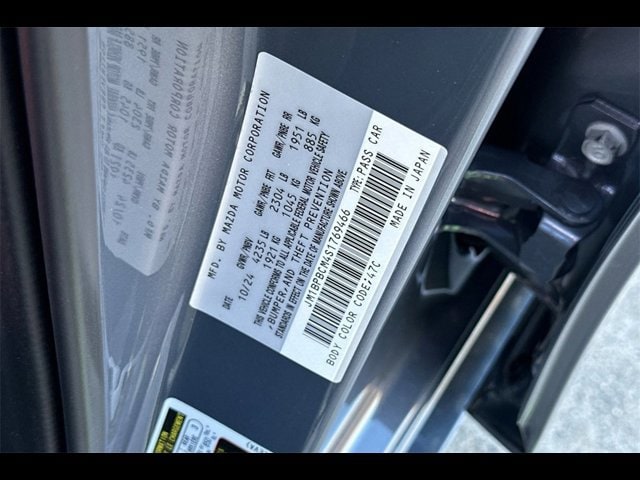 MFD. BY MAZDA MOTOR CORPORATION
DATE GVWR/PNBV GAWR/PNBE FRT GAWR/PNBE RR
10/24 4235 LB 2304 LB 1951 LB
1921 KG 1045 KG 885 KG
THIS VEHICLE CONFORMS TO ALL APPLICABLE FEDERAL MOTOR VEHICLE SAFETY
, BUMPER, AND THEFT PREVENTION
STANDARDS IN EFFECT ON THE DATE OF MANUFACTURE SHOWN ABOVE.
JM1BPBCM4S1769466 TYPE: PASS CAR
BODY COLOR CODE/47C MADE IN JAPAN